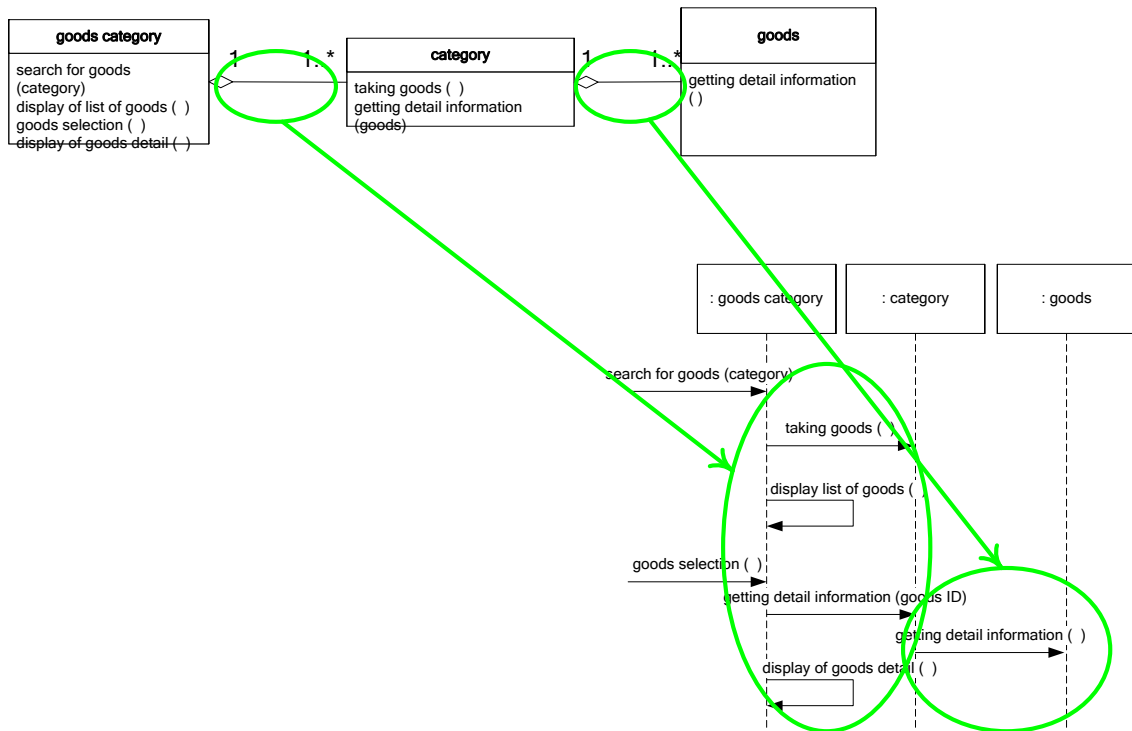 goods category
search for goods
(category)
display of list of goods ( )
goods selection ( )
display of goods detail ( )
1
1..*
category
taking goods ( )
getting detail information
(goods)
1
1..*
goods
getting detail information
( )
: goods category
: category
: goods
search for goods (category)
taking goods ( )
display list of goods ( )
goods selection ( )
getting detail information (goods ID)
getting detail information ( )
display of goods detail ( )